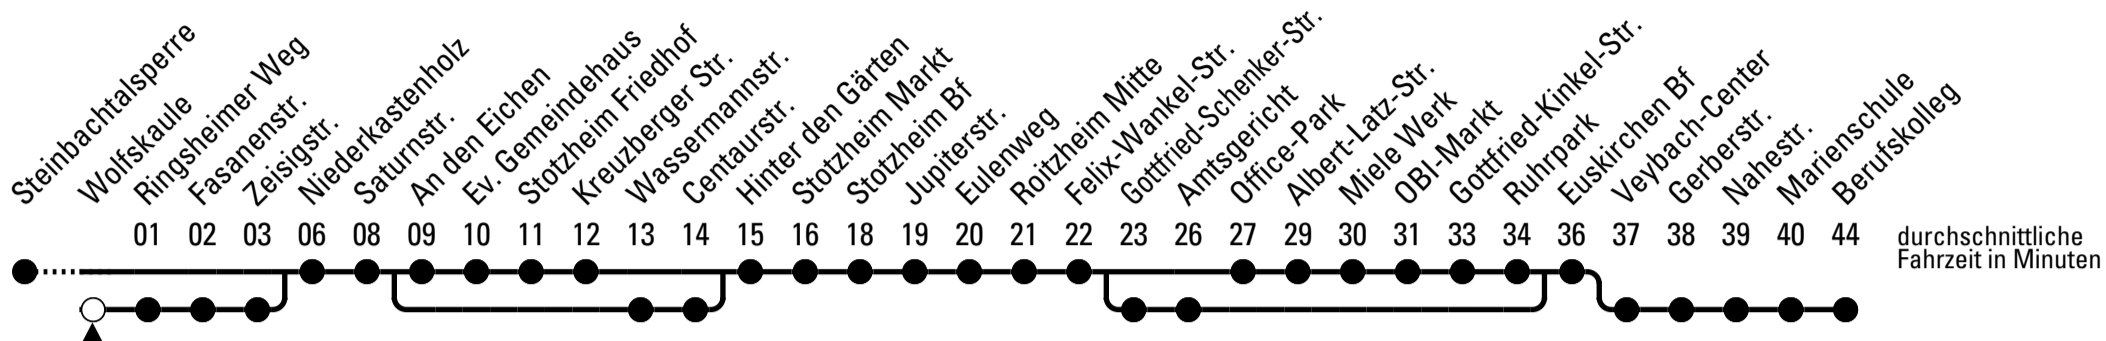 Steinbachtalsperre
Wolfskaule
Ringsheimer Weg
Fasanenstr.
Zeisigstr.
Niederkastenholz
Saturnstr.
An den Eichen
Ev. Gemeindehaus
Stotzheim Friedhof
Kreuzberger Str.
Wassermannstr.
Centaurstr.
Hinter den Gärten
Stotzheim Markt
Stotzheim Bf
Jupiterstr.
Eulenweg
Roitzheim Mitte
Felix-Wankel-Str.
Gottfried-Schenker-Str.
Amtsgericht
Office-Park
Albert-Latz-Str.
Miele Werk
OBI-Markt
Gottfried-Kinkel-Str.
Ruhrpark
Euskirchen Bf
Veybach-Center
Gerberstr.
Nahestr.
Marienschule
Berufskolleg
01 02 03 06 08 09 10 11 12 13 14 15 16 18 19 20 21 22 23 26 27 29 30 31 33 34 36 37 38 39 40 44
durchschnittliche
Fahrzeit in Minuten